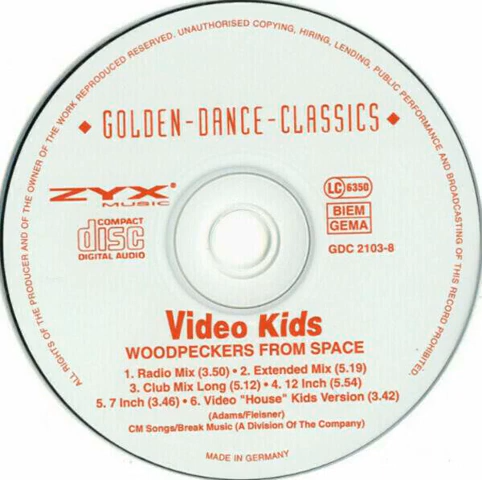 ALL RIGHTS OF THE PRODUCER AND OF THE OWNER OF THE WORK REPRODUCED RESERVED. UNAUTHORISED COPYING, HIRING, LENDING, PUBLIC PERFORMANCE AND BROADCASTING OF THIS RECORD PROHIBITED.
◆ GOLDEN-DANCE-CLASSICS ◆
ZYX®
MUSIC
COMPACT
disc
DIGITAL AUDIO
LC 6350
BIEM
GEMA
GDC 2103-8
Video Kids
WOODPECKERS FROM SPACE
1. Radio Mix (3.50) • 2. Extended Mix (5.19)
3. Club Mix Long (5.12) • 4. 12 Inch (5.54)
5. 7 Inch (3.46) • 6. Video "House" Kids Version (3.42)
(Adams/Fleisner)
CM Songs/Break Music (A Division Of The Company)
MADE IN GERMANY